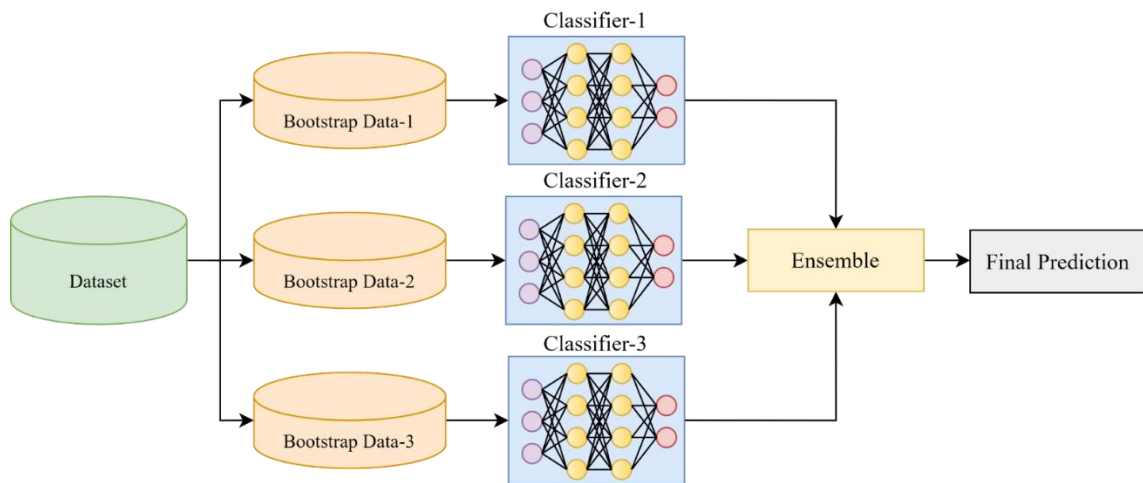 Classifier-1
Bootstrap Data-1
Classifier-2
Dataset
Bootstrap Data-2
Ensemble
Final Prediction
Classifier-3
Bootstrap Data-3